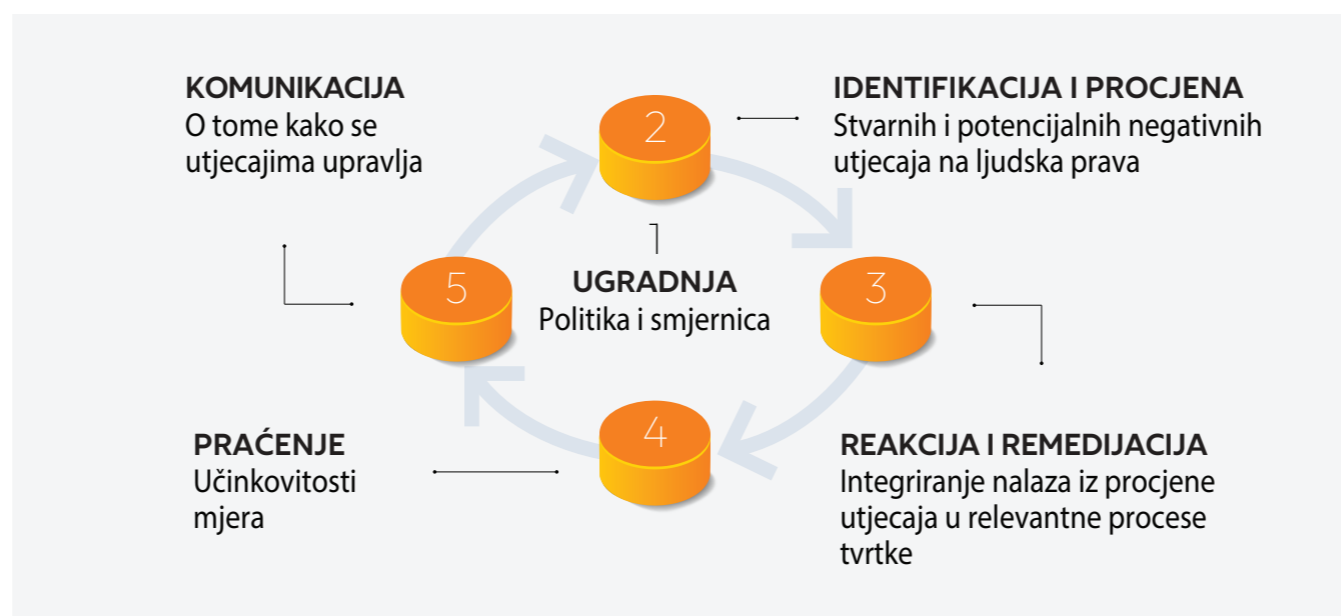 KOMUNIKACIJA
O tome kako se
utjecajima upravlja
2
IDENTIFIKACIJA I PROCJENA
Stvarnih i potencijalnih negativnih
utjecaja na ljudska prava
1
UGRADNJA
Politika i smjernica
5
3
PRAĆENJE
Učinkovitosti
mjera
4
REAKCIJA I REMEDIJACIJA
Integriranje nalaza iz procjene
utjecaja u relevantne procese
tvrtke